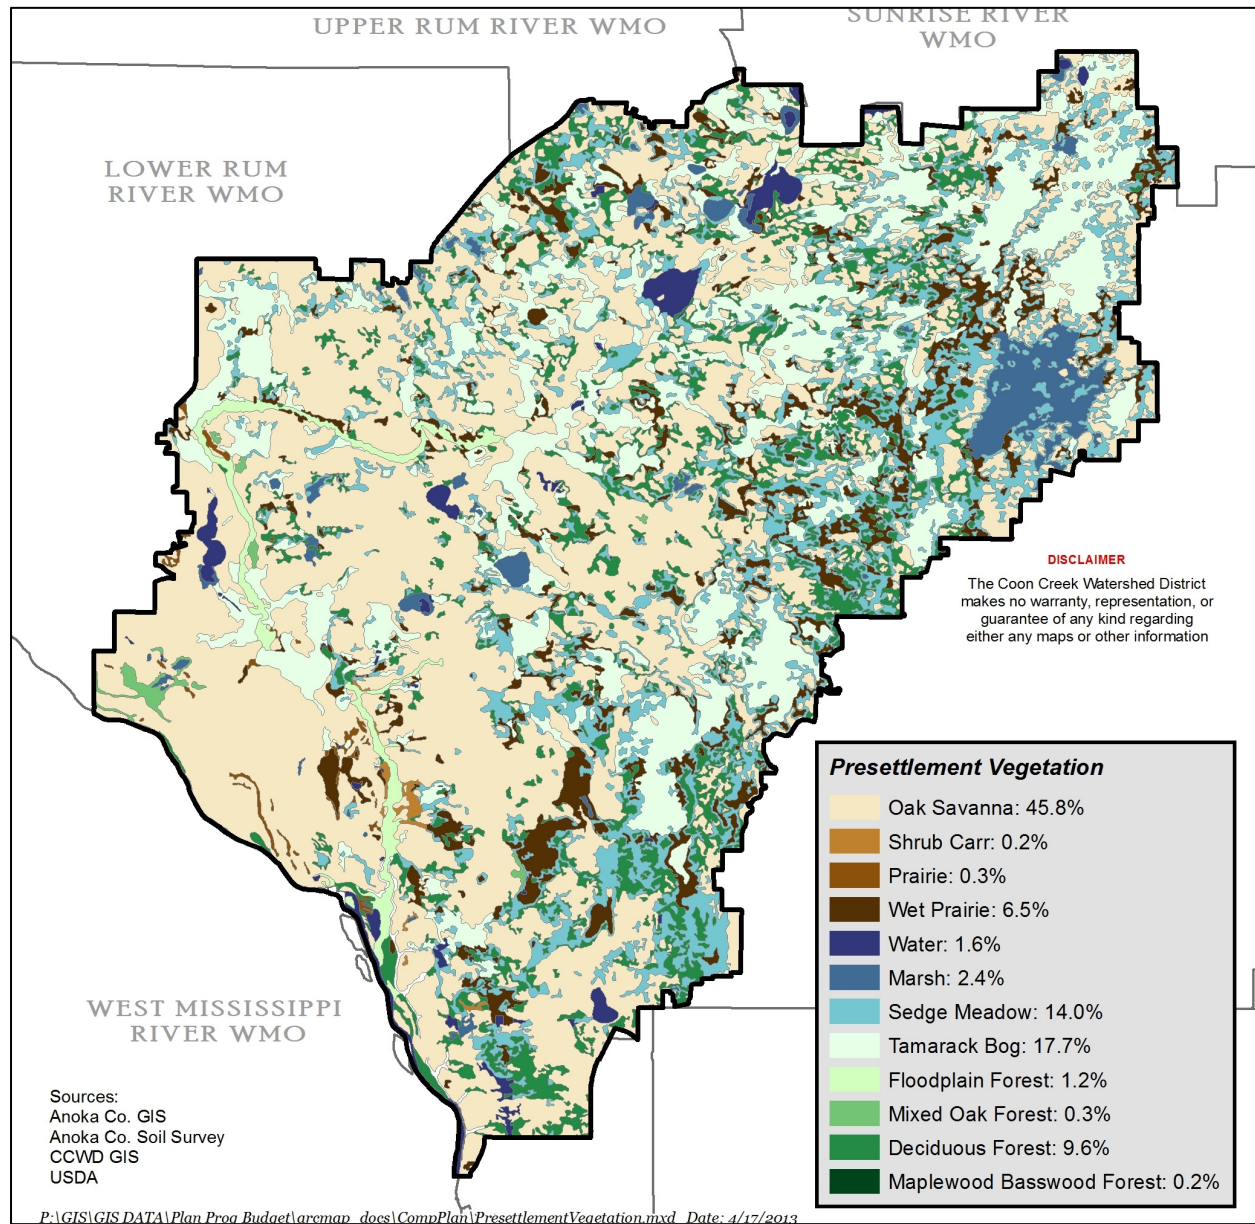 UPPER RUM RIVER WMO
SUNRISE RIVER
WMO
LOWER RUM
RIVER WMO
DISCLAIMER
The Coon Creek Watershed District
makes no warranty, representation, or
guarantee of any kind regarding
either any maps or other information
Presettlement Vegetation
Oak Savanna: 45.8%
Shrub Carr: 0.2%
Prairie: 0.3%
Wet Prairie: 6.5%
Water: 1.6%
Marsh: 2.4%
Sedge Meadow: 14.0%
Tamarack Bog: 17.7%
Floodplain Forest: 1.2%
Mixed Oak Forest: 0.3%
Deciduous Forest: 9.6%
Maplewood Basswood Forest: 0.2%
WEST MISSISSIPPI
RIVER WMO
Sources:
Anoka Co. GIS
Anoka Co. Soil Survey
CCWD GIS
USDA
P:\GIS\GIS DATA\Plan Prog Budget\arcmap_docs\CompPlan\PresettlementVegetation.mxd Date: 4/17/2013